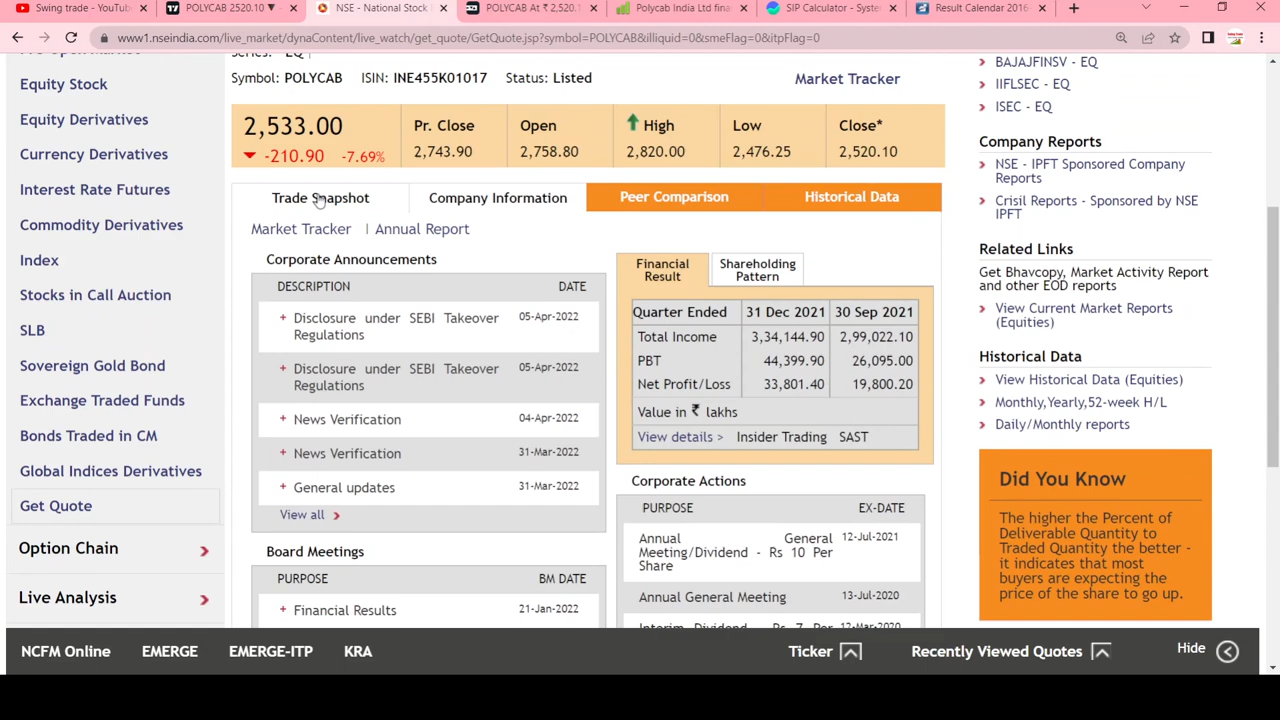 Swing trade - YouTube
POLYCAB 2520.10 ▼
NSE - National Stock
POLYCAB At ₹ 2,520.1
Polycab India Ltd fina
SIP Calculator - Syste
Result Calendar 2016-
www1.nseindia.com/live_market/dynaContent/live_watch/get_quote/GetQuote.jsp?symbol=POLYCAB&illiquid=0&smeFlag=0&itpFlag=0
Equity Stock
Equity Derivatives
Currency Derivatives
Interest Rate Futures
Commodity Derivatives
Index
Stocks in Call Auction
SLB
Sovereign Gold Bond
Exchange Traded Funds
Bonds Traded in CM
Global Indices Derivatives
Get Quote
Option Chain
Live Analysis
Symbol: POLYCAB ISIN: INE455K01017 Status: Listed
Market Tracker
2,533.00
-210.90 -7.69%
Pr. Close
2,743.90
Open
2,758.80
High
2,820.00
Low
2,476.25
Close*
2,520.10
Trade Snapshot
Company Information
Peer Comparison
Historical Data
Market Tracker | Annual Report
Corporate Announcements
DESCRIPTION DATE
+ Disclosure under SEBI Takeover 05-Apr-2022
Regulations
+ Disclosure under SEBI Takeover 05-Apr-2022
Regulations
+ News Verification 04-Apr-2022
+ News Verification 31-Mar-2022
+ General updates 31-Mar-2022
View all
Board Meetings
PURPOSE BM DATE
+ Financial Results 21-Jan-2022
Financial
Result
Shareholding
Pattern
Quarter Ended 31 Dec 2021 30 Sep 2021
Total Income 3,34,144.90 2,99,022.10
PBT 44,399.90 26,095.00
Net Profit/Loss 33,801.40 19,800.20
Value in ₹ lakhs
View details > Insider Trading SAST
Corporate Actions
PURPOSE EX-DATE
Annual General 12-Jul-2021
Meeting/Dividend - Rs 10 Per
Share
Annual General Meeting 13-Jul-2020
Interim Dividend - Rs 7 Per 12-Mar-2020
BAJAJFINSV - EQ
IIFLSEC - EQ
ISEC - EQ
Company Reports
NSE - IPFT Sponsored Company
Reports
Crisil Reports - Sponsored by NSE
IPFT
Related Links
Get Bhavcopy, Market Activity Report
and other EOD reports
View Current Market Reports
(Equities)
Historical Data
View Historical Data (Equities)
Monthly,Yearly,52-week H/L
Daily/Monthly reports
Did You Know
The higher the Percent of
Deliverable Quantity to
Traded Quantity the better -
it indicates that most
buyers are expecting the
price of the share to go up.
NCFM Online EMERGE EMERGE-ITP KRA
Ticker
Recently Viewed Quotes
Hide